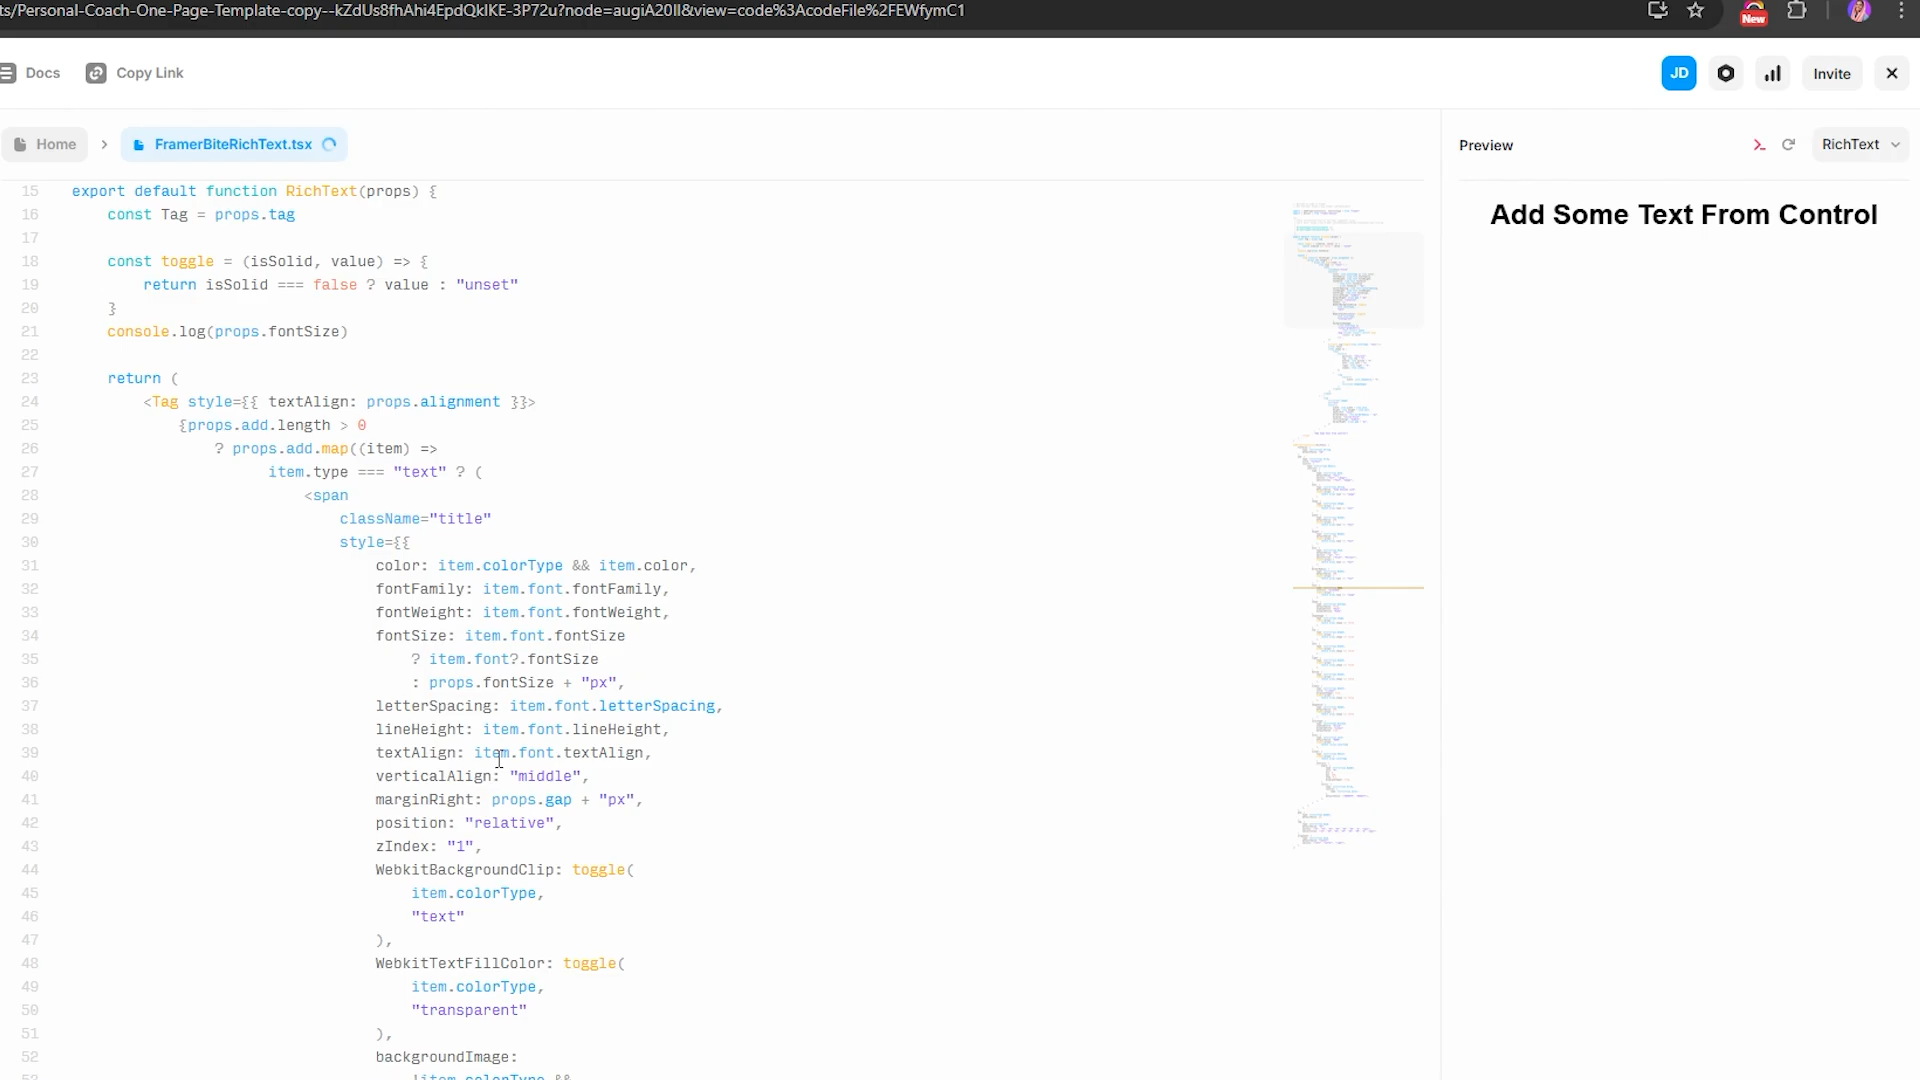 ts/Personal-Coach-One-Page-Template-copy--kZdUs8fhAhi4EpdQkIKE-3P72u?node=augiA20Il&view=code%3AcodeFile%2FEWfymC1
New
Docs
Copy Link
JD
Invite
Home
FramerBiteRichText.tsx
Preview
RichText
Add Some Text From Control
15 export default function RichText(props) {
16 const Tag = props.tag
17
18 const toggle = (isSolid, value) => {
19 return isSolid === false ? value : "unset"
20 }
21 console.log(props.fontSize)
22
23 return (
24 <Tag style={{ textAlign: props.alignment }}>
25 {props.add.length > 0
26 ? props.add.map((item) =>
27 item.type === "text" ? (
28 <span
29 className="title"
30 style={{
31 color: item.colorType && item.color,
32 fontFamily: item.font.fontFamily,
33 fontWeight: item.font.fontWeight,
34 fontSize: item.font.fontSize
35 ? item.font?.fontSize
36 : props.fontSize + "px",
37 letterSpacing: item.font.letterSpacing,
38 lineHeight: item.font.lineHeight,
39 textAlign: item.font.textAlign,
40 verticalAlign: "middle",
41 marginRight: props.gap + "px",
42 position: "relative",
43 zIndex: "1",
44 WebkitBackgroundClip: toggle(
45 item.colorType,
46 "text"
47 ),
48 WebkitTextFillColor: toggle(
49 item.colorType,
50 "transparent"
51 ),
52 backgroundImage:
53 !item.colorType &&